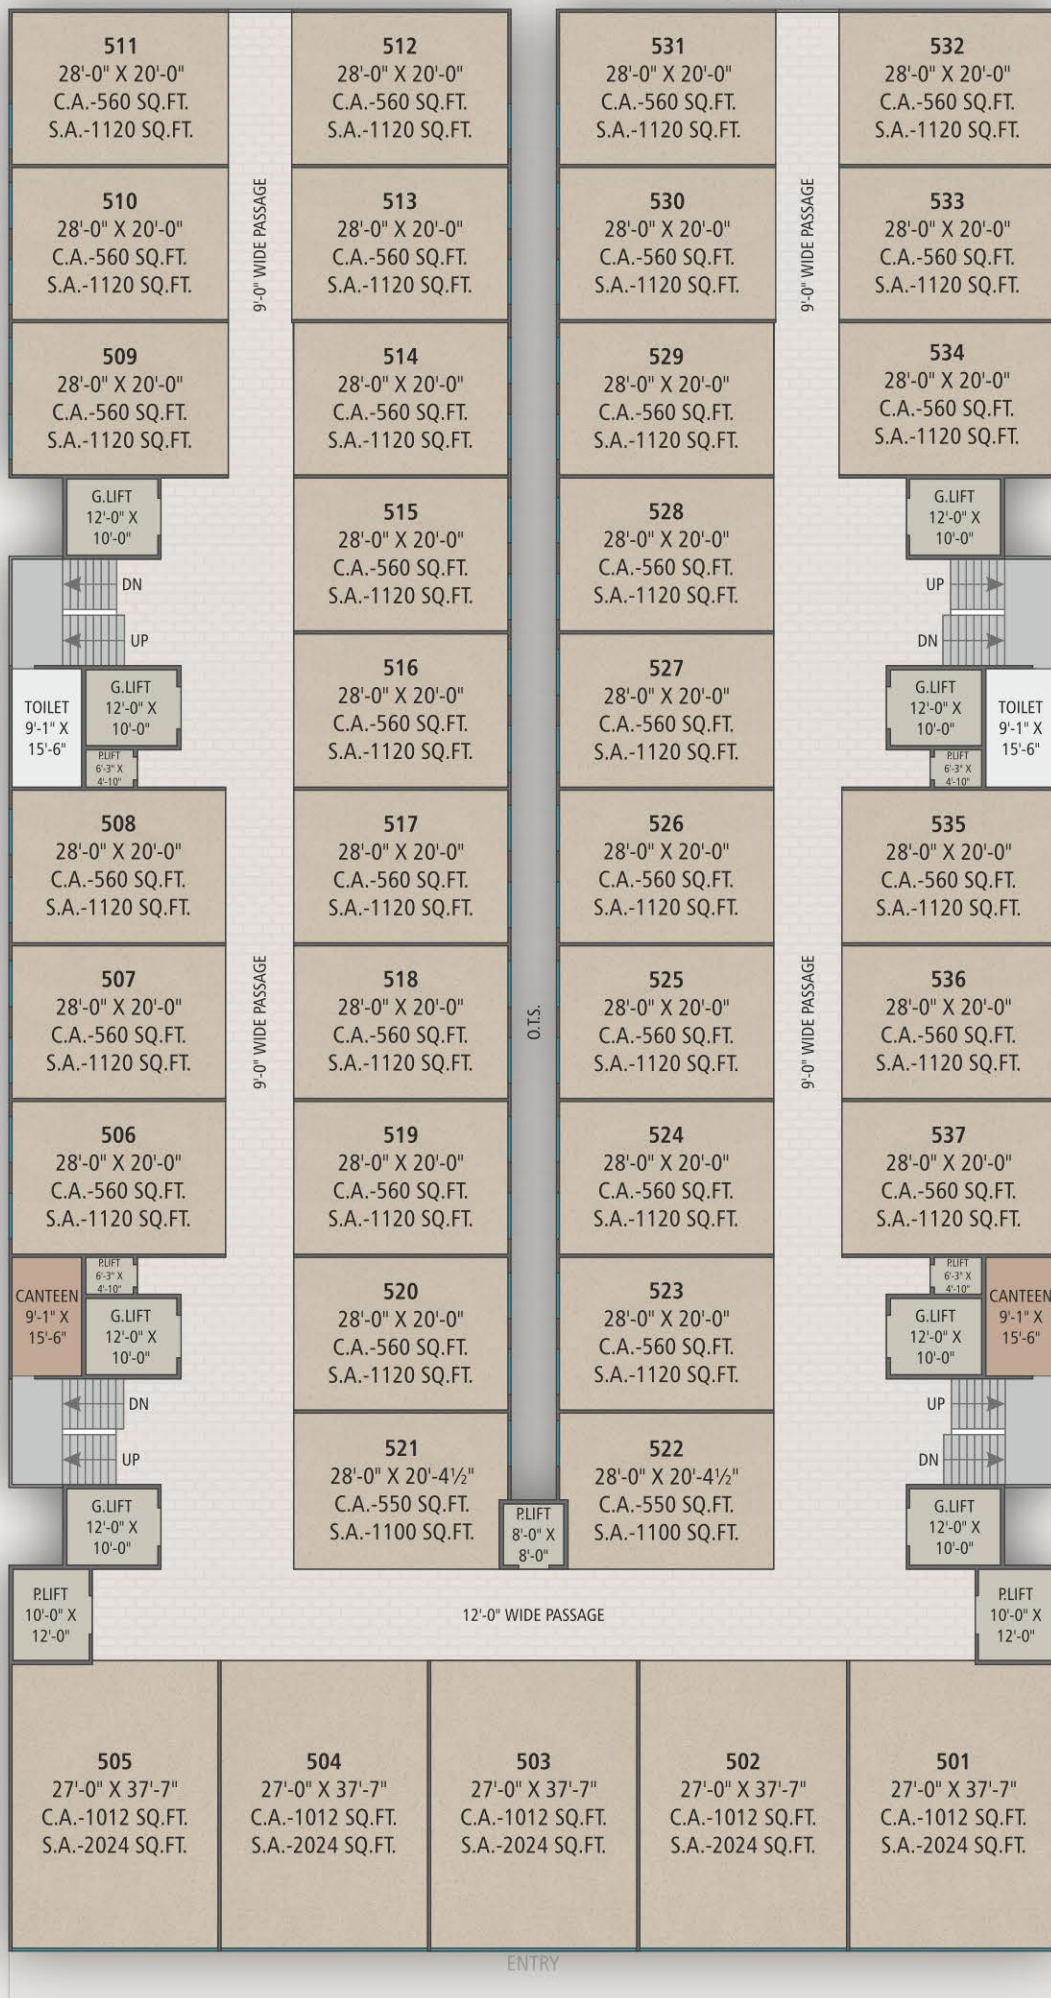 511
28'-0" X 20'-0"
C.A.-560 SQ.FT.
S.A.-1120 SQ.FT.
512
28'-0" X 20'-0"
C.A.-560 SQ.FT.
S.A.-1120 SQ.FT.
531
28'-0" X 20'-0"
C.A.-560 SQ.FT.
S.A.-1120 SQ.FT.
532
28'-0" X 20'-0"
C.A.-560 SQ.FT.
S.A.-1120 SQ.FT.
510
28'-0" X 20'-0"
C.A.-560 SQ.FT.
S.A.-1120 SQ.FT.
9'-0" WIDE PASSAGE
513
28'-0" X 20'-0"
C.A.-560 SQ.FT.
S.A.-1120 SQ.FT.
530
28'-0" X 20'-0"
C.A.-560 SQ.FT.
S.A.-1120 SQ.FT.
9'-0" WIDE PASSAGE
533
28'-0" X 20'-0"
C.A.-560 SQ.FT.
S.A.-1120 SQ.FT.
509
28'-0" X 20'-0"
C.A.-560 SQ.FT.
S.A.-1120 SQ.FT.
514
28'-0" X 20'-0"
C.A.-560 SQ.FT.
S.A.-1120 SQ.FT.
529
28'-0" X 20'-0"
C.A.-560 SQ.FT.
S.A.-1120 SQ.FT.
534
28'-0" X 20'-0"
C.A.-560 SQ.FT.
S.A.-1120 SQ.FT.
G.LIFT
12'-0" X
10'-0"
515
28'-0" X 20'-0"
C.A.-560 SQ.FT.
S.A.-1120 SQ.FT.
528
28'-0" X 20'-0"
C.A.-560 SQ.FT.
S.A.-1120 SQ.FT.
G.LIFT
12'-0" X
10'-0"
DN
UP
UP
DN
TOILET
9'-1" X
15'-6"
G.LIFT
12'-0" X
10'-0"
P.LIFT
6'-3" X
4'-10"
516
28'-0" X 20'-0"
C.A.-560 SQ.FT.
S.A.-1120 SQ.FT.
527
28'-0" X 20'-0"
C.A.-560 SQ.FT.
S.A.-1120 SQ.FT.
G.LIFT
12'-0" X
10'-0"
P.LIFT
6'-3" X
4'-10"
TOILET
9'-1" X
15'-6"
508
28'-0" X 20'-0"
C.A.-560 SQ.FT.
S.A.-1120 SQ.FT.
517
28'-0" X 20'-0"
C.A.-560 SQ.FT.
S.A.-1120 SQ.FT.
526
28'-0" X 20'-0"
C.A.-560 SQ.FT.
S.A.-1120 SQ.FT.
535
28'-0" X 20'-0"
C.A.-560 SQ.FT.
S.A.-1120 SQ.FT.
507
28'-0" X 20'-0"
C.A.-560 SQ.FT.
S.A.-1120 SQ.FT.
9'-0" WIDE PASSAGE
518
28'-0" X 20'-0"
C.A.-560 SQ.FT.
S.A.-1120 SQ.FT.
O.T.S.
525
28'-0" X 20'-0"
C.A.-560 SQ.FT.
S.A.-1120 SQ.FT.
9'-0" WIDE PASSAGE
536
28'-0" X 20'-0"
C.A.-560 SQ.FT.
S.A.-1120 SQ.FT.
506
28'-0" X 20'-0"
C.A.-560 SQ.FT.
S.A.-1120 SQ.FT.
519
28'-0" X 20'-0"
C.A.-560 SQ.FT.
S.A.-1120 SQ.FT.
524
28'-0" X 20'-0"
C.A.-560 SQ.FT.
S.A.-1120 SQ.FT.
537
28'-0" X 20'-0"
C.A.-560 SQ.FT.
S.A.-1120 SQ.FT.
CANTEEN
9'-1" X
15'-6"
P.LIFT
6'-3" X
4'-10"
G.LIFT
12'-0" X
10'-0"
520
28'-0" X 20'-0"
C.A.-560 SQ.FT.
S.A.-1120 SQ.FT.
523
28'-0" X 20'-0"
C.A.-560 SQ.FT.
S.A.-1120 SQ.FT.
P.LIFT
6'-3" X
4'-10"
G.LIFT
12'-0" X
10'-0"
CANTEEN
9'-1" X
15'-6"
DN
UP
UP
DN
521
28'-0" X 20'-4½"
C.A.-550 SQ.FT.
S.A.-1100 SQ.FT.
522
28'-0" X 20'-4½"
C.A.-550 SQ.FT.
S.A.-1100 SQ.FT.
G.LIFT
12'-0" X
10'-0"
P.LIFT
8'-0" X
8'-0"
G.LIFT
12'-0" X
10'-0"
P.LIFT
10'-0" X
12'-0"
12'-0" WIDE PASSAGE
P.LIFT
10'-0" X
12'-0"
505
27'-0" X 37'-7"
C.A.-1012 SQ.FT.
S.A.-2024 SQ.FT.
504
27'-0" X 37'-7"
C.A.-1012 SQ.FT.
S.A.-2024 SQ.FT.
503
27'-0" X 37'-7"
C.A.-1012 SQ.FT.
S.A.-2024 SQ.FT.
502
27'-0" X 37'-7"
C.A.-1012 SQ.FT.
S.A.-2024 SQ.FT.
501
27'-0" X 37'-7"
C.A.-1012 SQ.FT.
S.A.-2024 SQ.FT.
ENTRY